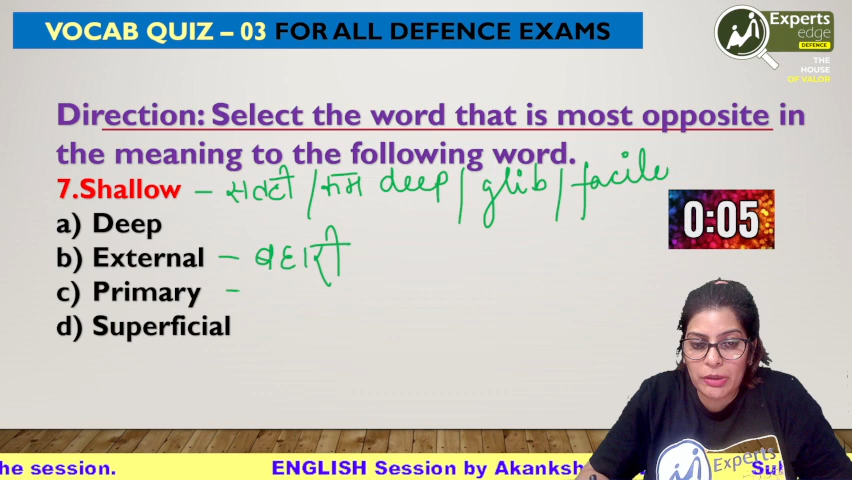 VOCAB QUIZ – 03 FOR ALL DEFENCE EXAMS
Experts
edge
DEFENCE
THE
HOUSE
OF VALOR
Direction: Select the word that is most opposite in
the meaning to the following word.
7.Shallow – सतही / कम deep / glib / facile
0:05
a) Deep
b) External – बहारी
c) Primary –
d) Superficial
Experts
he session. ENGLISH Session by Akanksh